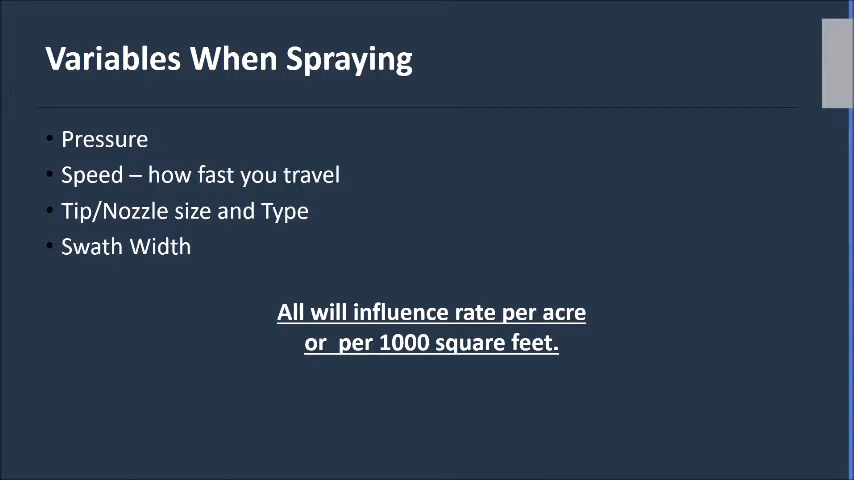 Variables When Spraying
• Pressure
• Speed – how fast you travel
• Tip/Nozzle size and Type
• Swath Width
All will influence rate per acre
or  per 1000 square feet.